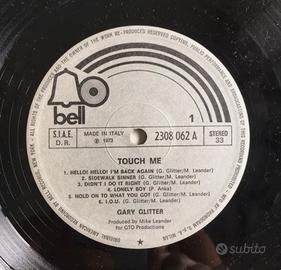 bell
1
S.I.A.E.
D.R.
MADE IN ITALY
℗ 1973
2308 062 A
STEREO
33
TOUCH ME
1. HELLO! HELLO! I'M BACK AGAIN (G. Glitter/M. Leander)
2. SIDEWALK SINNER (G. Glitter/M. Leander)
3. DIDN'T I DO IT RIGHT (G. Glitter/M. Leander)
4. LONELY BOY (P. Anka)
5. HOLD ON TO WHAT YOU GOT (G. Glitter/M. Leander)
6. I.O.U. (G. Glitter/M. Leander)
GARY GLITTER
Produced by Mike Leander
for GTO Productions
subito